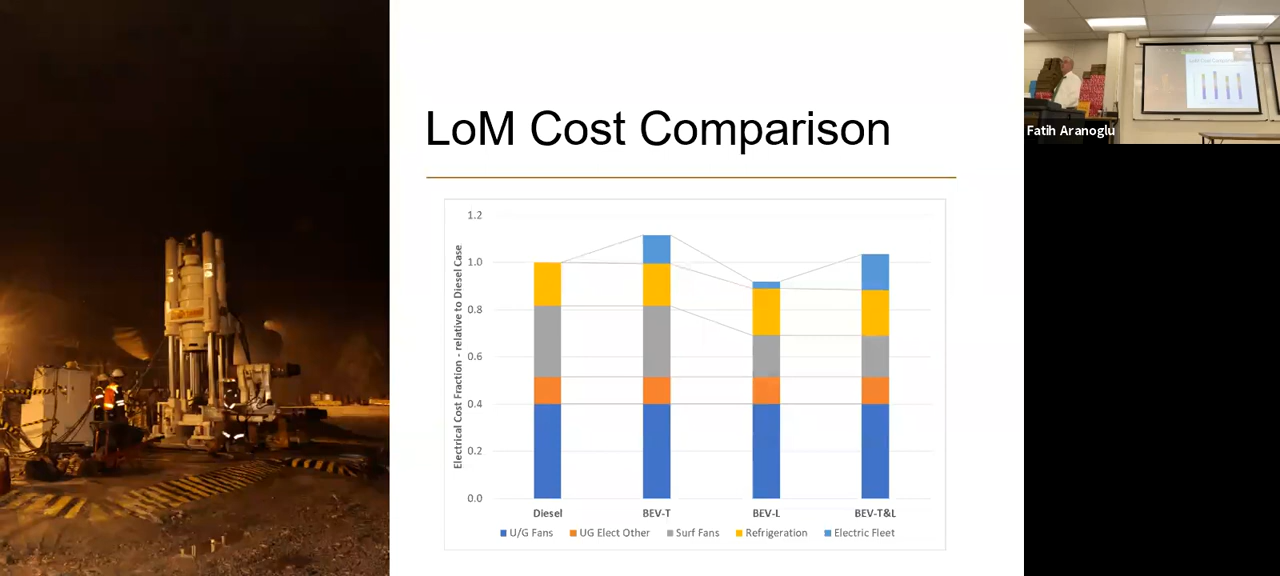 LoM Cost Comparison
Electrical Cost Fraction - relative to Diesel Case
1.2
1.0
0.8
0.6
0.4
0.2
0.0
Diesel BEV-T BEV-L BEV-T&L
U/G Fans UG Elect Other Surf Fans Refrigeration Electric Fleet
Fatih Aranoglu